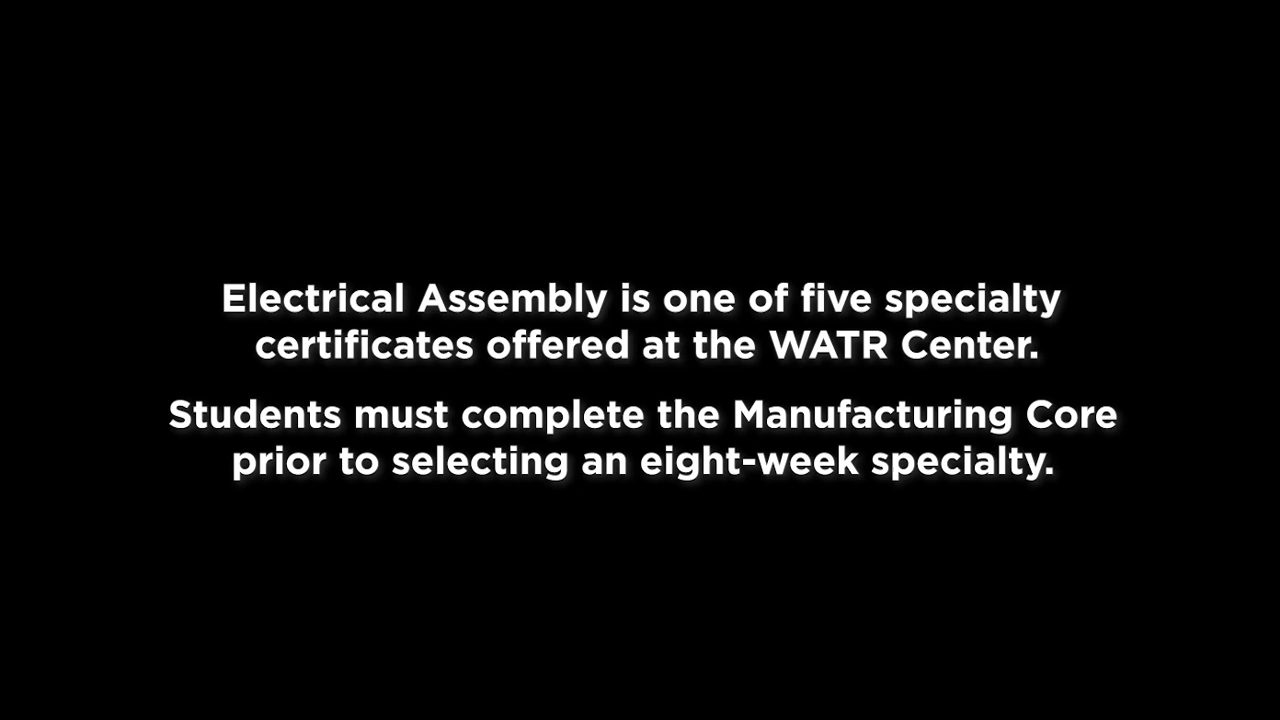 Electrical Assembly is one of five specialty
certificates offered at the WATR Center.
Students must complete the Manufacturing Core
prior to selecting an eight-week specialty.